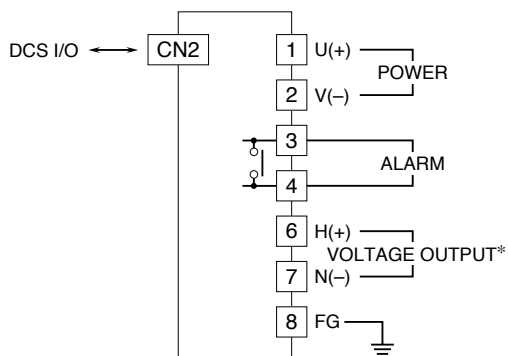 DCS I/O CN2 1 U(+)
POWER
2 V(–)
3
ALARM
4
6 H(+)
VOLTAGE OUTPUT*
7 N(–)
8 FG